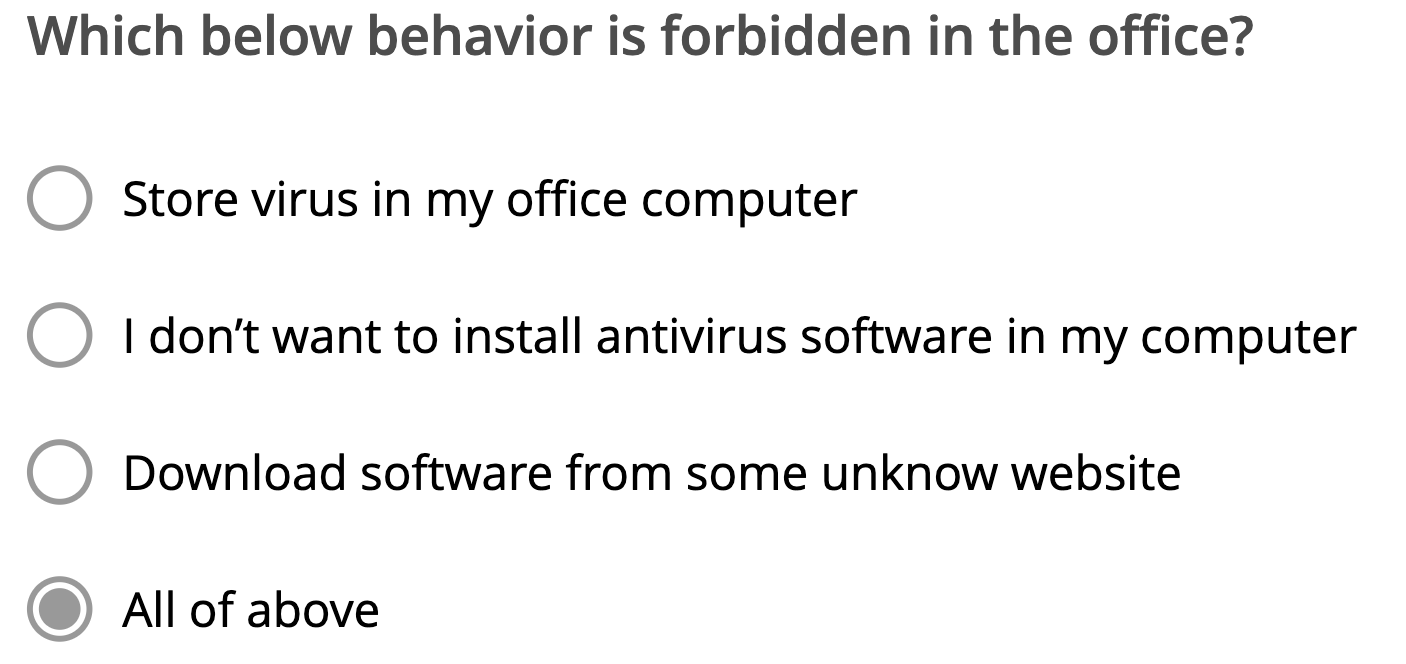 Which below behavior is forbidden in the office?
Store virus in my office computer
I don’t want to install antivirus software in my computer
Download software from some unknow website
All of above